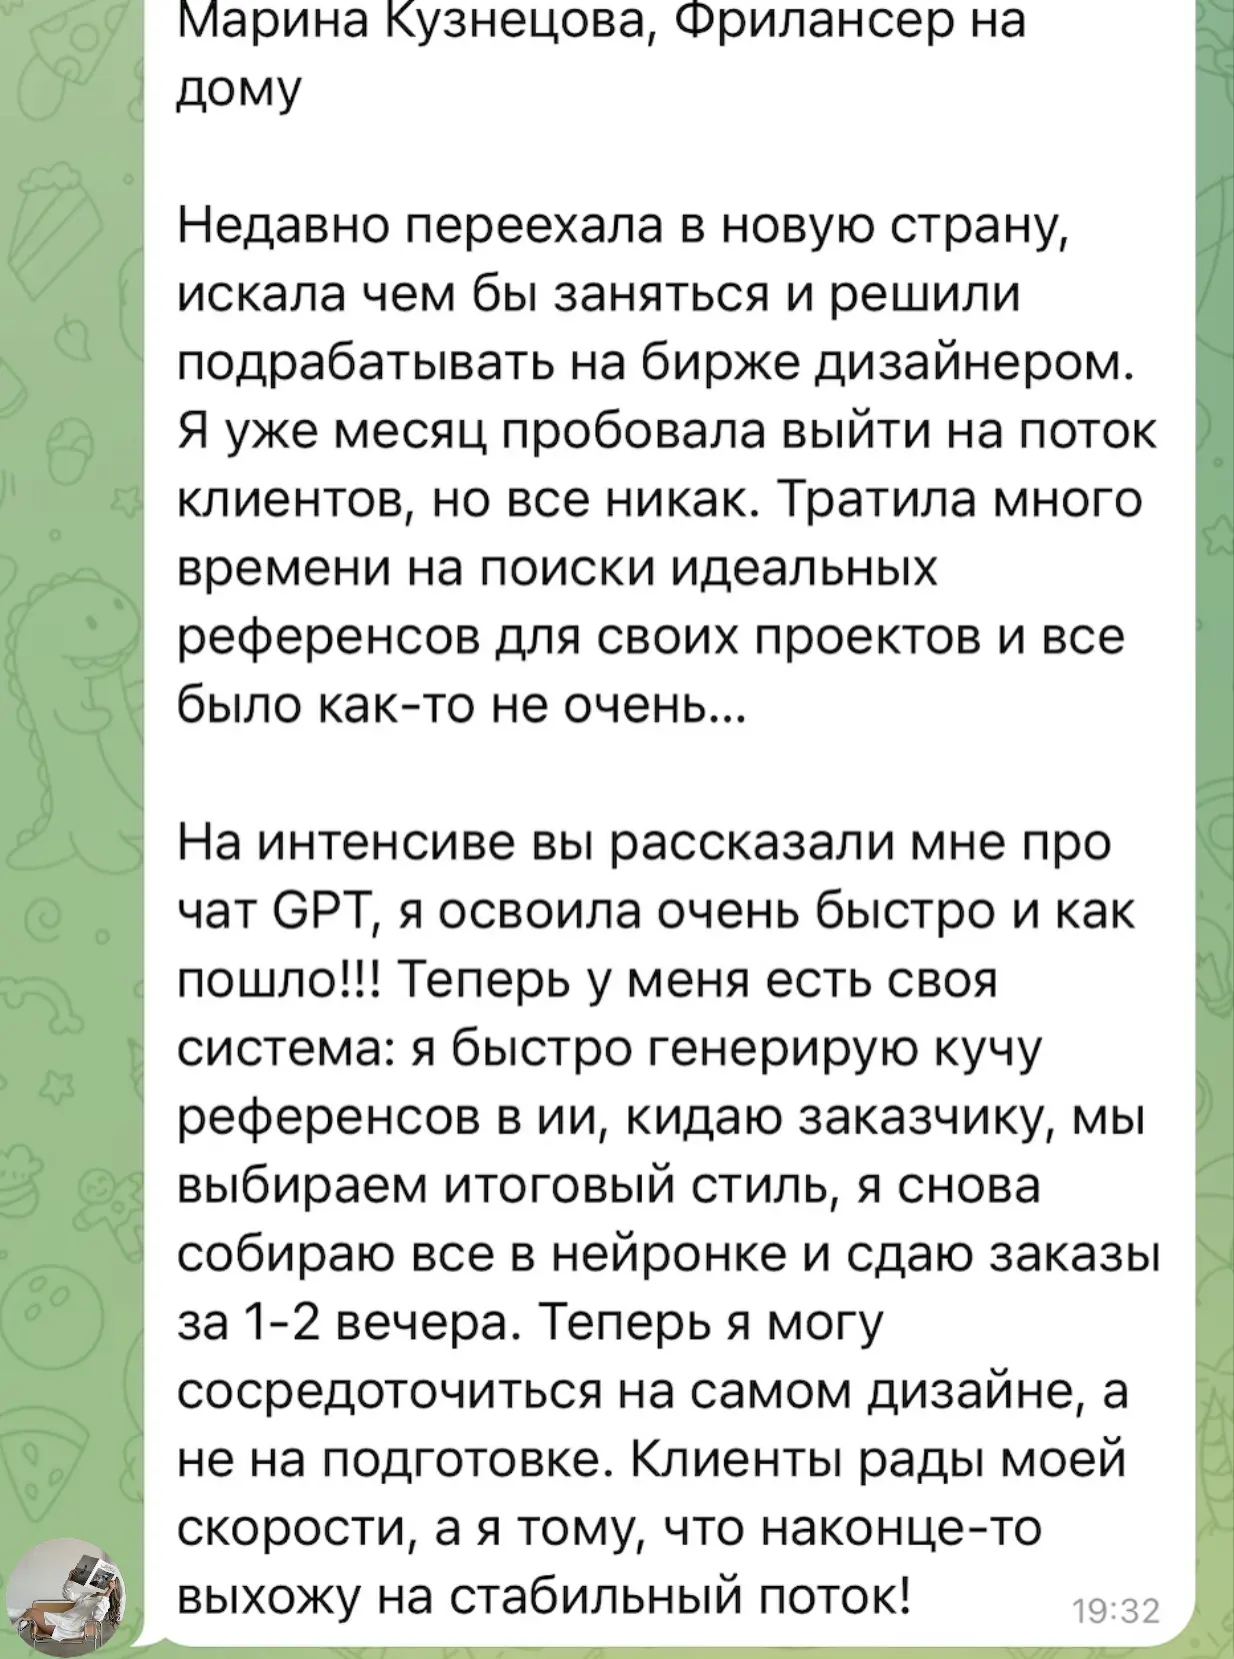 Марина Кузнецова, Фрилансер на
дому
Недавно переехала в новую страну,
искала чем бы заняться и решили
подрабатывать на бирже дизайнером.
Я уже месяц пробовала выйти на поток
клиентов, но все никак. Тратила много
времени на поиски идеальных
референсов для своих проектов и все
было как-то не очень...
На интенсиве вы рассказали мне про
чат GPT, я освоила очень быстро и как
пошло!!! Теперь у меня есть своя
система: я быстро генерирую кучу
референсов в ии, кидаю заказчику, мы
выбираем итоговый стиль, я снова
собираю все в нейронке и сдаю заказы
за 1-2 вечера. Теперь я могу
сосредоточиться на самом дизайне, а
не на подготовке. Клиенты рады моей
скорости, а я тому, что наконце-то
выхожу на стабильный поток!
19:32